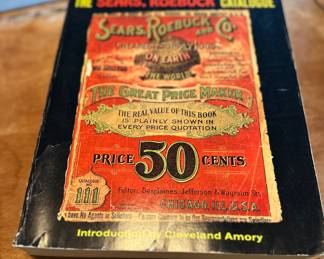 THE SEARS, ROEBUCK CATALOGUE
SEARS, ROEBUCK AND CO.
CHEAPEST SUPPLY HOUSE
ON EARTH
THE WORLD
THE GREAT PRICE MAKER
THE REAL VALUE OF THIS BOOK
IS PLAINLY SHOWN IN
EVERY PRICE QUOTATION
PRICE 50 CENTS
CATALOGUE
No.
111
Fulton, Desplaines, Jefferson & Wayman Sts.
CHICAGO, ILL. U.S.A.
Introduction by Cleveland Amory